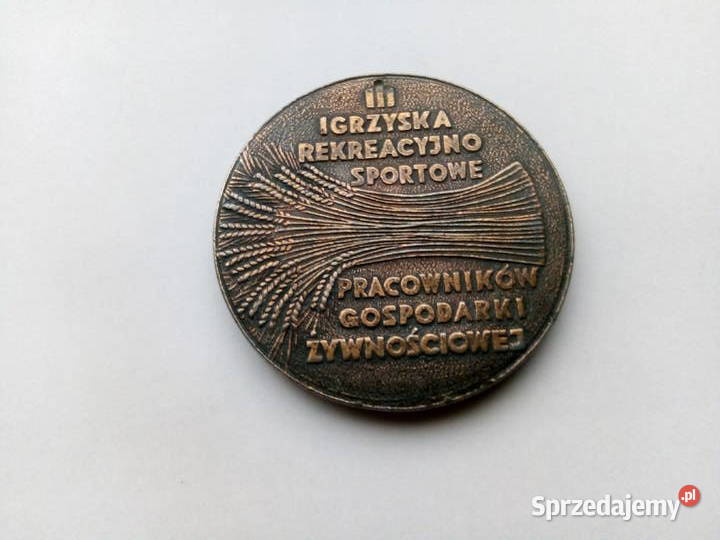 III
IGRZYSKA
REKREACYJNO
SPORTOWE
PRACOWNIKÓW
GOSPODARKI
ŻYWNOŚCIOWEJ
Sprzedajemy.pl